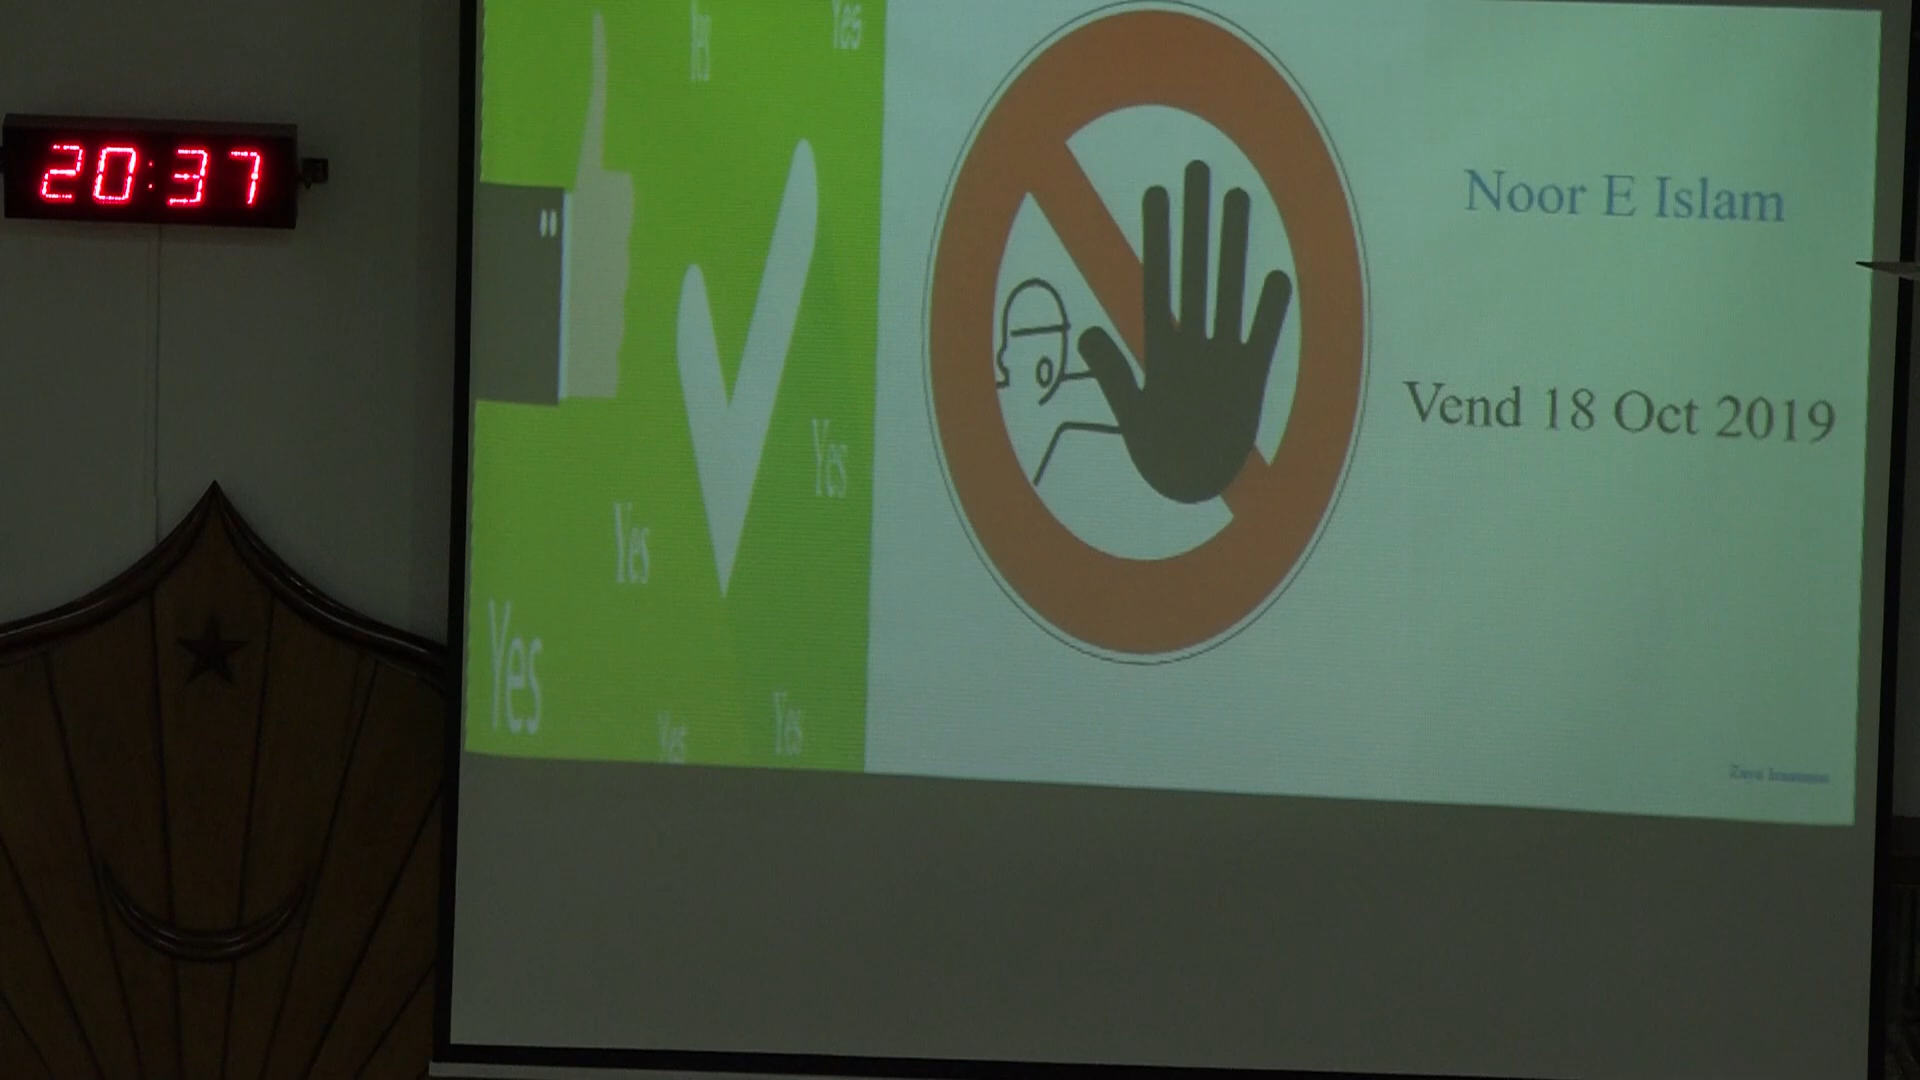 20:37
Yes
Yes
Noor E Islam
Vend 18 Oct 2019
Yes
Yes
Yes
Yes
Yes